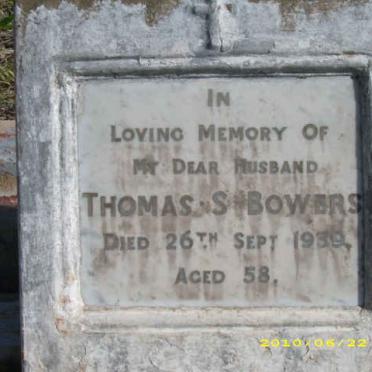 IN
LOVING MEMORY OF
MY DEAR HUSBAND
THOMAS S BOWERS
DIED 26TH SEPT 1939,
AGED 58.
2010/06/22